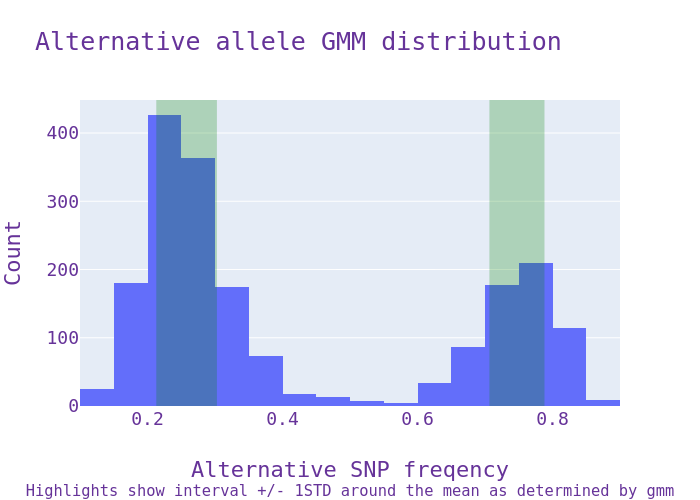 Alternative allele GMM distribution
400
300
200
100
0
Count
0.2 0.4 0.6 0.8
Alternative SNP freqency
Highlights show interval +/- 1STD around the mean as determined by gmm